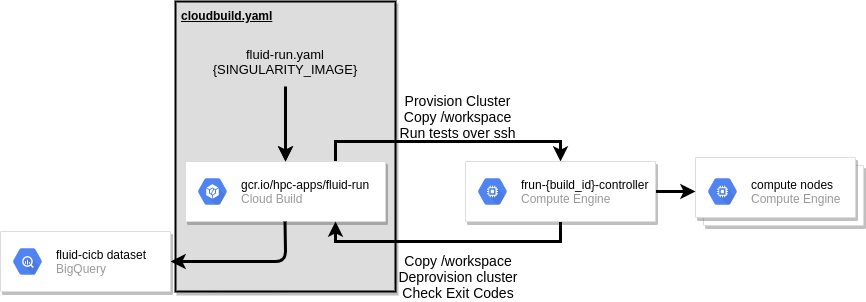 cloudbuild.yaml
fluid-run.yaml
{SINGULARITY_IMAGE}
Provision Cluster
Copy /workspace
Run tests over ssh
gcr.io/hpc-apps/fluid-run
Cloud Build
frun-{build_id}-controller
Compute Engine
compute nodes
Compute Engine
fluid-cicb dataset
BigQuery
Copy /workspace
Deprovision cluster
Check Exit Codes